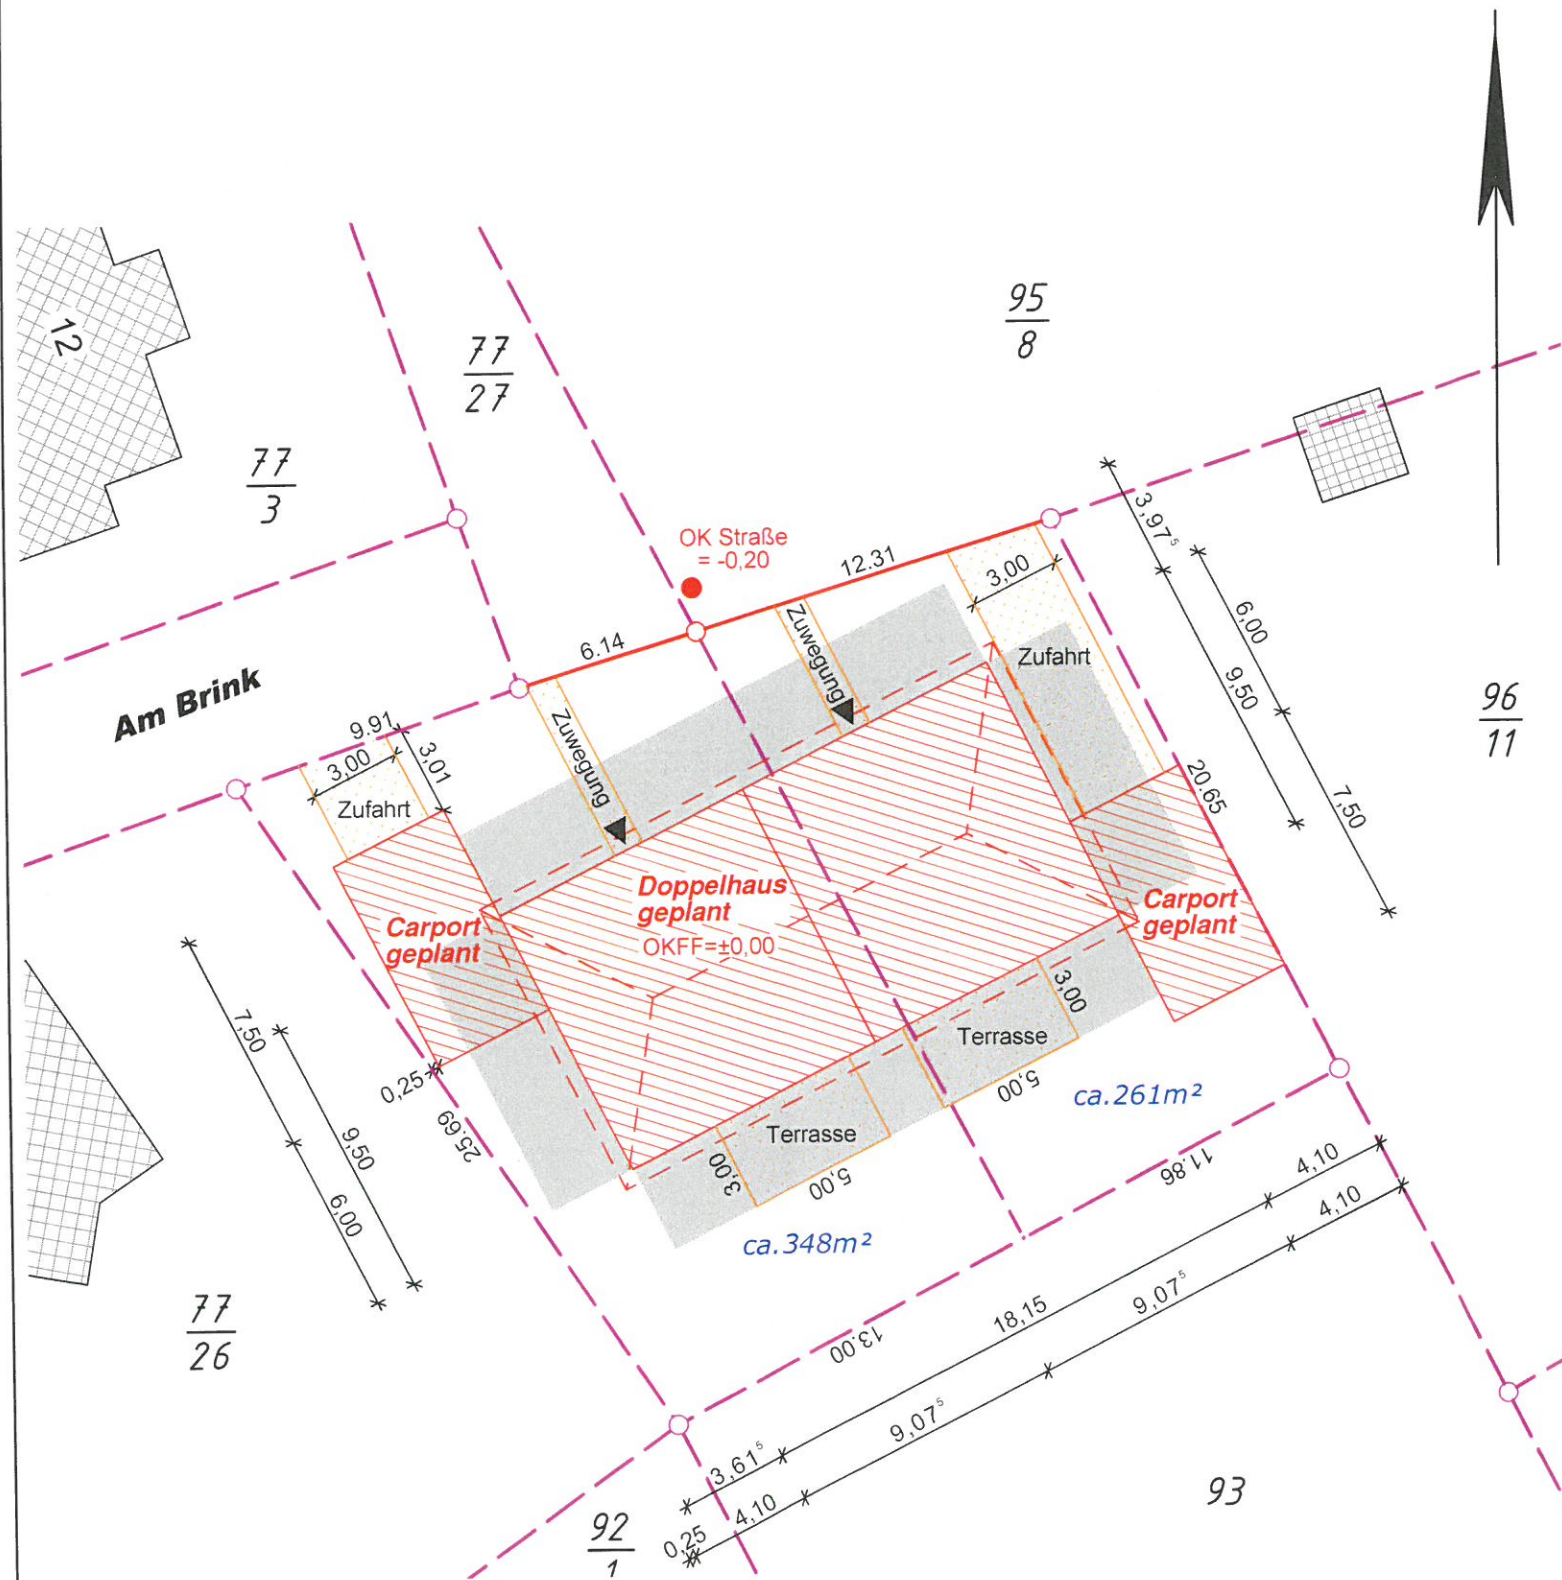 12
77
27
95
8
77
3
OK Straße
= -0,20
12.31
3,00
3,97⁵
6,00
9,50
7,50
20.65
6.14
Zuwegung
Zufahrt
Am Brink
9.91
3,00
3,01
Zufahrt
Zuwegung
96
11
Doppelhaus
geplant
OKFF=±0,00
Carport
geplant
Carport
geplant
3,00
Terrasse
5,00
ca.261m²
Terrasse
3,00
5,00
ca.348m²
0,25
25.69
7,50
9,50
6,00
77
26
11.86
13.00
4,10
4,10
18,15
9,07⁵
9,07⁵
3,61⁵
4,10
0,25
92
1
93